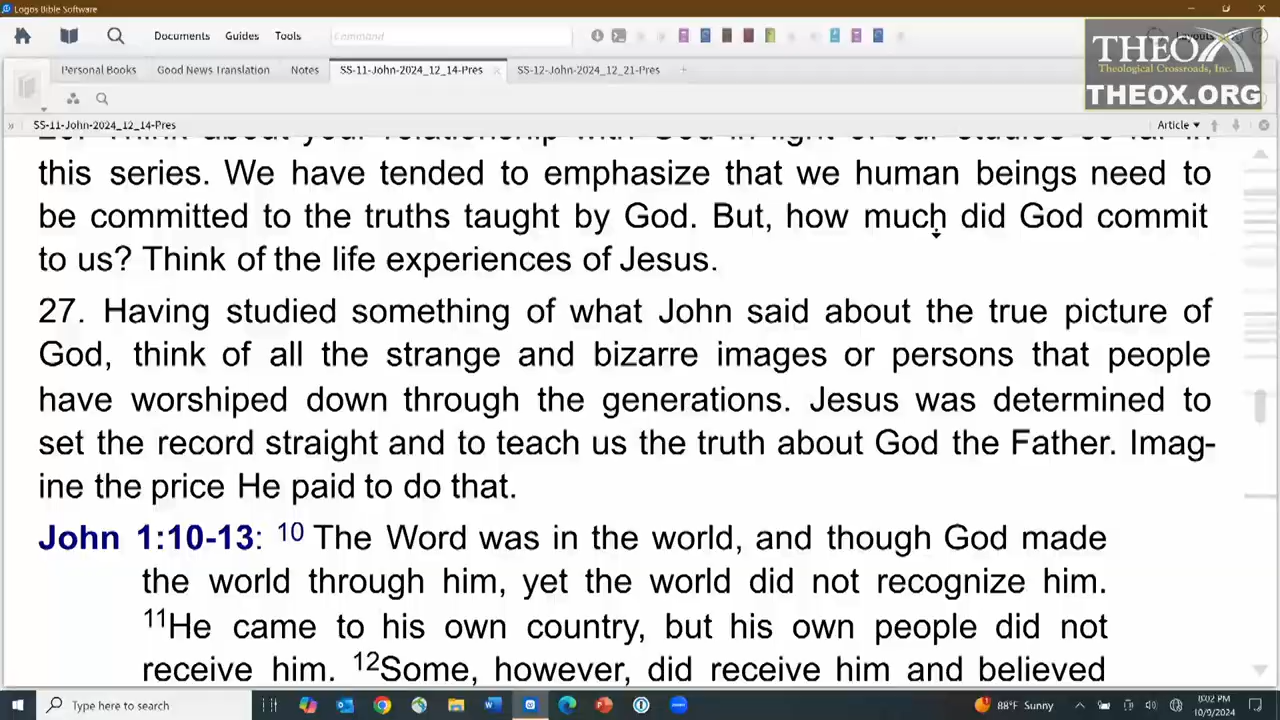 Logos Bible Software
Documents Guides Tools Command Layouts
THEOX
Theological Crossroads, Inc.
THEOX.ORG
Personal Books Good News Translation Notes SS-11-John-2024_12_14-Pres SS-12-John-2024_12_21-Pres
SS-11-John-2024_12_14-Pres Article
this series. We have tended to emphasize that we human beings need to
be committed to the truths taught by God. But, how much did God commit
to us? Think of the life experiences of Jesus.
27. Having studied something of what John said about the true picture of
God, think of all the strange and bizarre images or persons that people
have worshiped down through the generations. Jesus was determined to
set the record straight and to teach us the truth about God the Father. Imag-
ine the price He paid to do that.
John 1:10-13: 10 The Word was in the world, and though God made
the world through him, yet the world did not recognize him.
11He came to his own country, but his own people did not
receive him. 12Some, however, did receive him and believed
Type here to search
88°F Sunny
8:02 PM
10/9/2024